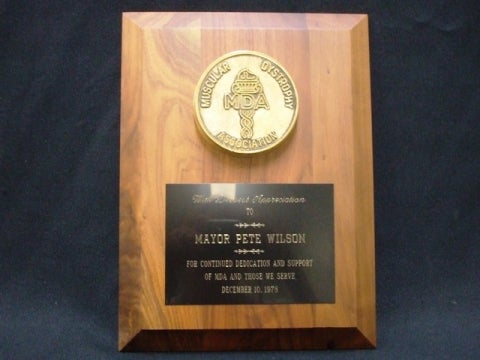 MUSCULAR DYSTROPHY
MDA
ASSOCIATION
With Deepest Appreciation
TO
MAYOR PETE WILSON
FOR CONTINUED DEDICATION AND SUPPORT
OF MDA AND THOSE WE SERVE
DECEMBER 10, 1978